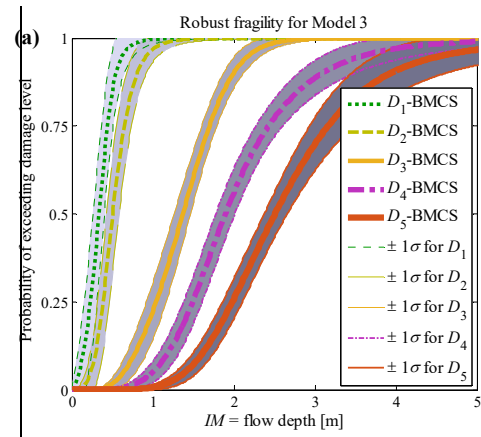 Robust fragility for Model 3
(a)
Probability of exceeding damage level
1
0.75
0.5
0.25
0
0 1 2 3 4 5
IM = flow depth [m]
D1-BMCS
D2-BMCS
D3-BMCS
D4-BMCS
D5-BMCS
± 1σ for D1
± 1σ for D2
± 1σ for D3
± 1σ for D4
± 1σ for D5